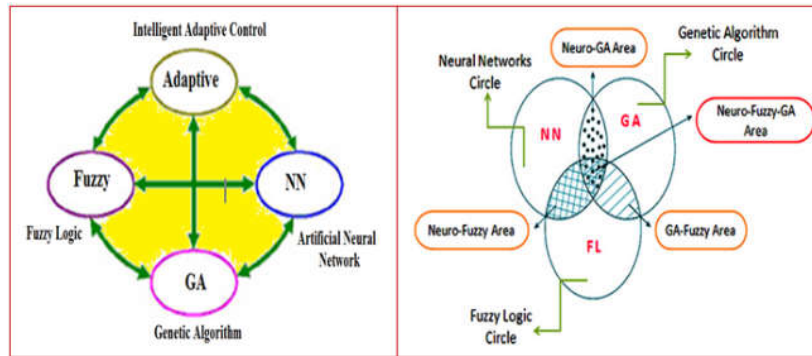 Intelligent Adaptive Control
Adaptive
Fuzzy
NN
Fuzzy Logic
Artificial Neural
Network
GA
Genetic Algorithm
Neuro-GA Area
Genetic Algorithm
Circle
Neural Networks
Circle
NN
GA
Neuro-Fuzzy-GA
Area
Neuro-Fuzzy Area
GA-Fuzzy Area
FL
Fuzzy Logic
Circle